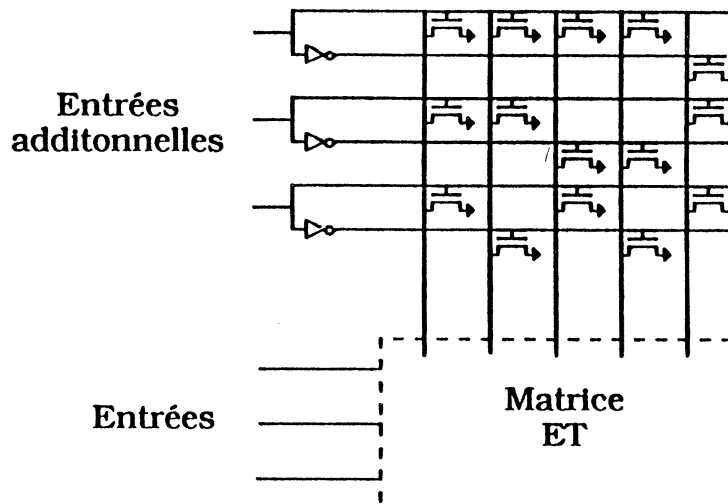 Entrées
additonnelles
Entrées
Matrice
ET